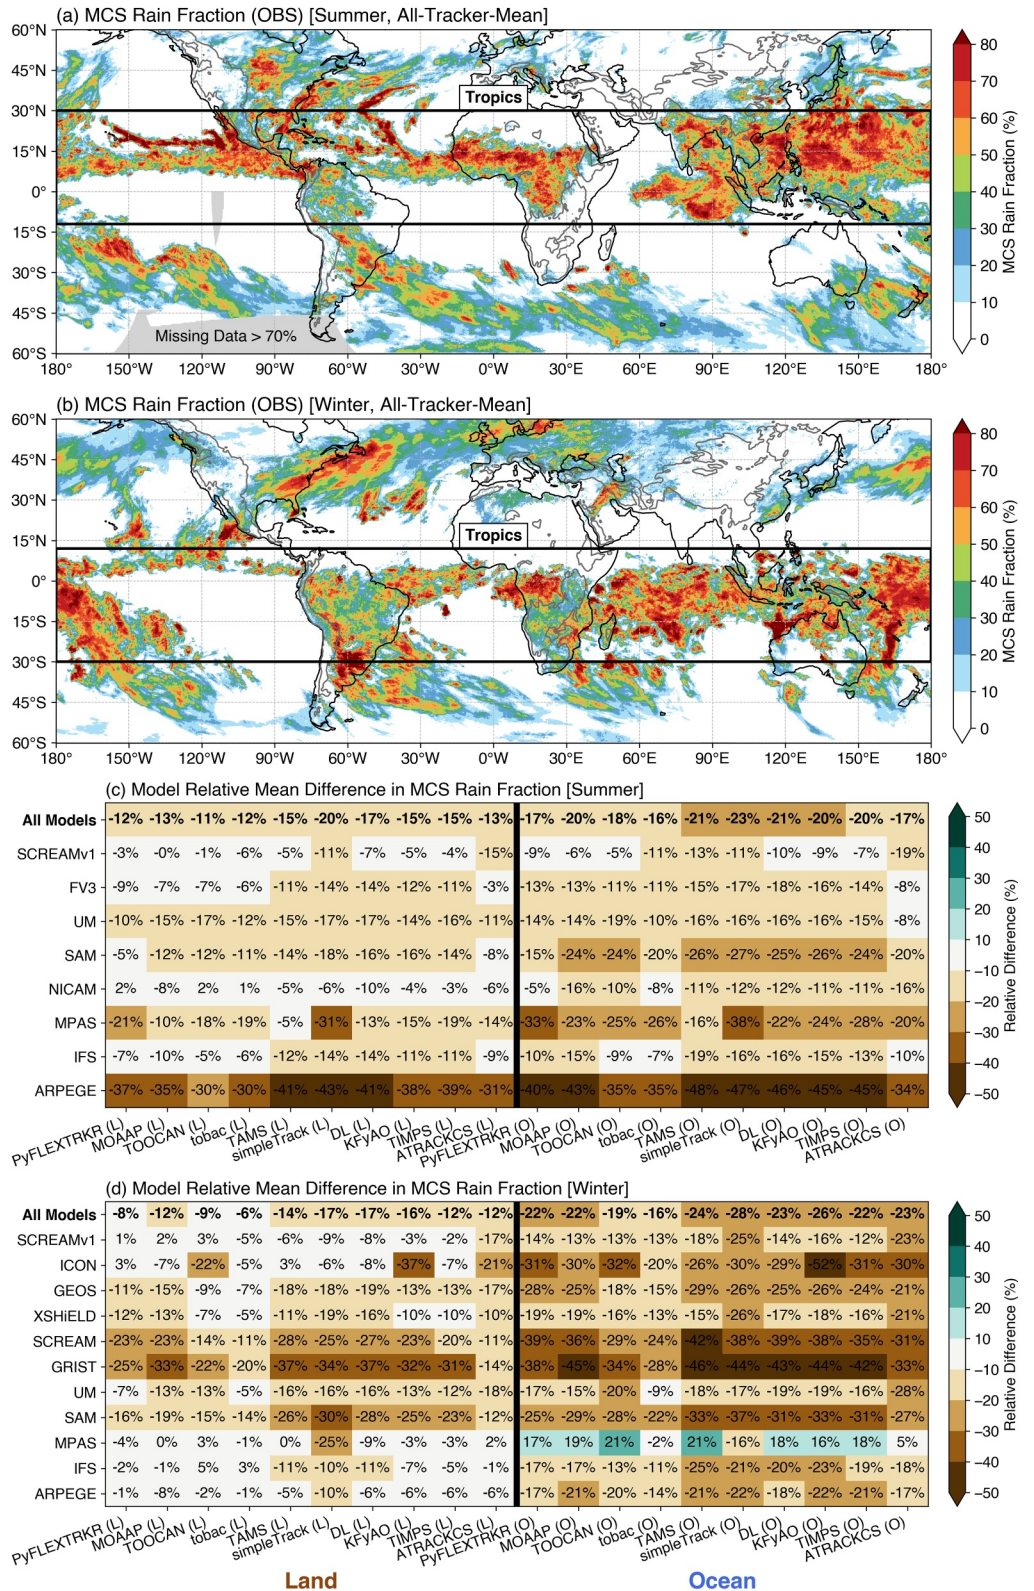 (a) MCS Rain Fraction (OBS) [Summer, All-Tracker-Mean]
60°N
45°N
30°N
15°N
0°
15°S
30°S
45°S
60°S
Tropics
Missing Data > 70%
180° 150°W 120°W 90°W 60°W 30°W 0°W 30°E 60°E 90°E 120°E 150°E 180°
80
70
60
50
40
30
20
10
0
MCS Rain Fraction (%)
(b) MCS Rain Fraction (OBS) [Winter, All-Tracker-Mean]
60°N
45°N
30°N
15°N
0°
15°S
30°S
45°S
60°S
Tropics
180° 150°W 120°W 90°W 60°W 30°W 0°W 30°E 60°E 90°E 120°E 150°E 180°
80
70
60
50
40
30
20
10
0
MCS Rain Fraction (%)
(c) Model Relative Mean Difference in MCS Rain Fraction [Summer]
All Models -12% -13% -11% -12% -15% -20% -17% -15% -15% -13% -17% -20% -18% -16% -21% -23% -21% -20% -20% -17%
SCREAMv1 -3% -0% -1% -6% -5% -11% -7% -5% -4% -15% -9% -6% -5% -11% -13% -11% -10% -9% -7% -19%
FV3 -9% -7% -7% -6% -11% -14% -14% -12% -11% -3% -13% -13% -11% -11% -15% -17% -18% -16% -14% -8%
UM -10% -15% -17% -12% -15% -17% -17% -14% -16% -11% -14% -14% -19% -10% -16% -16% -16% -16% -15% -8%
SAM -5% -12% -12% -11% -14% -18% -16% -16% -14% -8% -15% -24% -24% -20% -26% -27% -25% -26% -24% -20%
NICAM 2% -8% 2% 1% -5% -6% -10% -4% -3% -6% -5% -16% -10% -8% -11% -12% -12% -11% -11% -16%
MPAS -21% -10% -18% -19% -5% -31% -13% -15% -19% -14% -33% -23% -25% -26% -16% -38% -22% -24% -28% -20%
IFS -7% -10% -5% -6% -12% -14% -14% -11% -11% -9% -10% -15% -9% -7% -19% -16% -16% -15% -13% -10%
ARPEGE -37% -35% -30% -30% -41% -43% -41% -38% -39% -31% -40% -43% -35% -35% -48% -47% -46% -45% -45% -34%
PyFLEXTRKR (L) MOAAP (L) TOOCAN (L) tobac (L) TAMS (L) simpleTrack (L) DL (L) KFyAO (L) TIMPS (L) ATRACKCS (L) PyFLEXTRKR (O) MOAAP (O) TOOCAN (O) tobac (O) TAMS (O) simpleTrack (O) DL (O) KFyAO (O) TIMPS (O) ATRACKCS (O)
50
40
30
20
10
−10
−20
−30
−40
−50
Relative Difference (%)
(d) Model Relative Mean Difference in MCS Rain Fraction [Winter]
All Models -8% -12% -9% -6% -14% -17% -17% -16% -12% -12% -22% -22% -19% -16% -24% -28% -23% -26% -22% -23%
SCREAMv1 1% 2% 3% -5% -6% -9% -8% -3% -2% -17% -14% -13% -13% -13% -18% -25% -14% -16% -12% -23%
ICON 3% -7% -22% -5% 3% -6% -8% -37% -7% -21% -31% -30% -32% -20% -26% -30% -29% -52% -31% -30%
GEOS -11% -15% -9% -7% -18% -18% -19% -13% -13% -17% -28% -25% -18% -15% -29% -26% -25% -26% -24% -21%
XSHiELD -12% -13% -7% -5% -11% -19% -16% -10% -10% -10% -19% -19% -16% -13% -15% -26% -17% -18% -16% -21%
SCREAM -23% -23% -14% -11% -28% -25% -27% -23% -20% -11% -39% -36% -29% -24% -42% -38% -39% -38% -35% -31%
GRIST -25% -33% -22% -20% -37% -34% -37% -32% -31% -14% -38% -45% -34% -28% -46% -44% -43% -44% -42% -33%
UM -7% -13% -13% -5% -16% -16% -16% -13% -12% -18% -17% -15% -20% -9% -18% -17% -19% -19% -16% -28%
SAM -16% -19% -15% -14% -26% -30% -28% -25% -23% -12% -25% -29% -28% -22% -33% -37% -31% -33% -31% -27%
MPAS -4% 0% 3% -1% 0% -25% -9% -3% -3% 2% 17% 19% 21% -2% 21% -16% 18% 16% 18% 5%
IFS -2% -1% 5% 3% -11% -10% -11% -7% -5% -1% -17% -17% -13% -11% -25% -21% -20% -23% -19% -18%
ARPEGE -1% -8% -2% -1% -5% -10% -6% -6% -6% -6% -17% -21% -20% -14% -21% -22% -18% -22% -21% -17%
PyFLEXTRKR (L) MOAAP (L) TOOCAN (L) tobac (L) TAMS (L) simpleTrack (L) DL (L) KFyAO (L) TIMPS (L) ATRACKCS (L) PyFLEXTRKR (O) MOAAP (O) TOOCAN (O) tobac (O) TAMS (O) simpleTrack (O) DL (O) KFyAO (O) TIMPS (O) ATRACKCS (O)
50
40
30
20
10
−10
−20
−30
−40
−50
Relative Difference (%)
Land Ocean